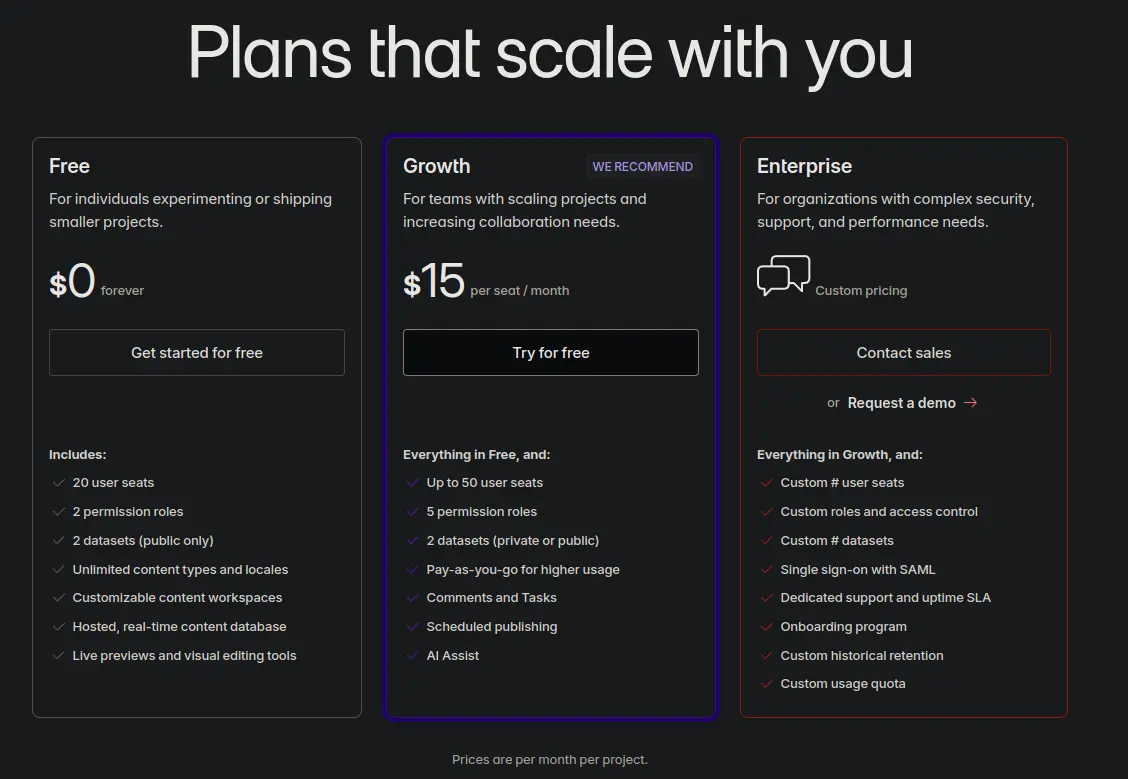 Plans that scale with you
Free
For individuals experimenting or shipping
smaller projects.
$0 forever
Get started for free
Includes:
20 user seats
2 permission roles
2 datasets (public only)
Unlimited content types and locales
Customizable content workspaces
Hosted, real-time content database
Live previews and visual editing tools
Growth
WE RECOMMEND
For teams with scaling projects and
increasing collaboration needs.
$15 per seat / month
Try for free
Everything in Free, and:
Up to 50 user seats
5 permission roles
2 datasets (private or public)
Pay-as-you-go for higher usage
Comments and Tasks
Scheduled publishing
AI Assist
Enterprise
For organizations with complex security,
support, and performance needs.
Custom pricing
Contact sales
or Request a demo →
Everything in Growth, and:
Custom # user seats
Custom roles and access control
Custom # datasets
Single sign-on with SAML
Dedicated support and uptime SLA
Onboarding program
Custom historical retention
Custom usage quota
Prices are per month per project.